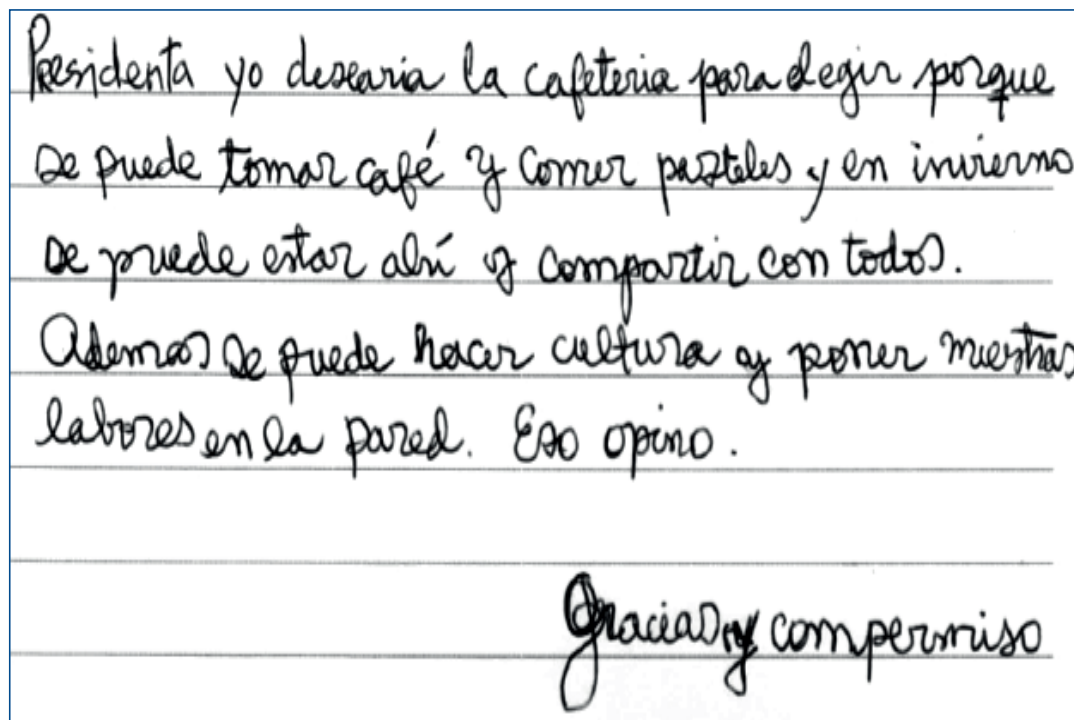 Presidenta yo desearia la cafeteria para elegir porque
se puede tomar café y comer pasteles y en invierno
se puede estar ahí y compartir con todos.
Ademas se puede hacer cultura y poner muestras
labores en la pared. Eso opino.
Gracias y compermiso